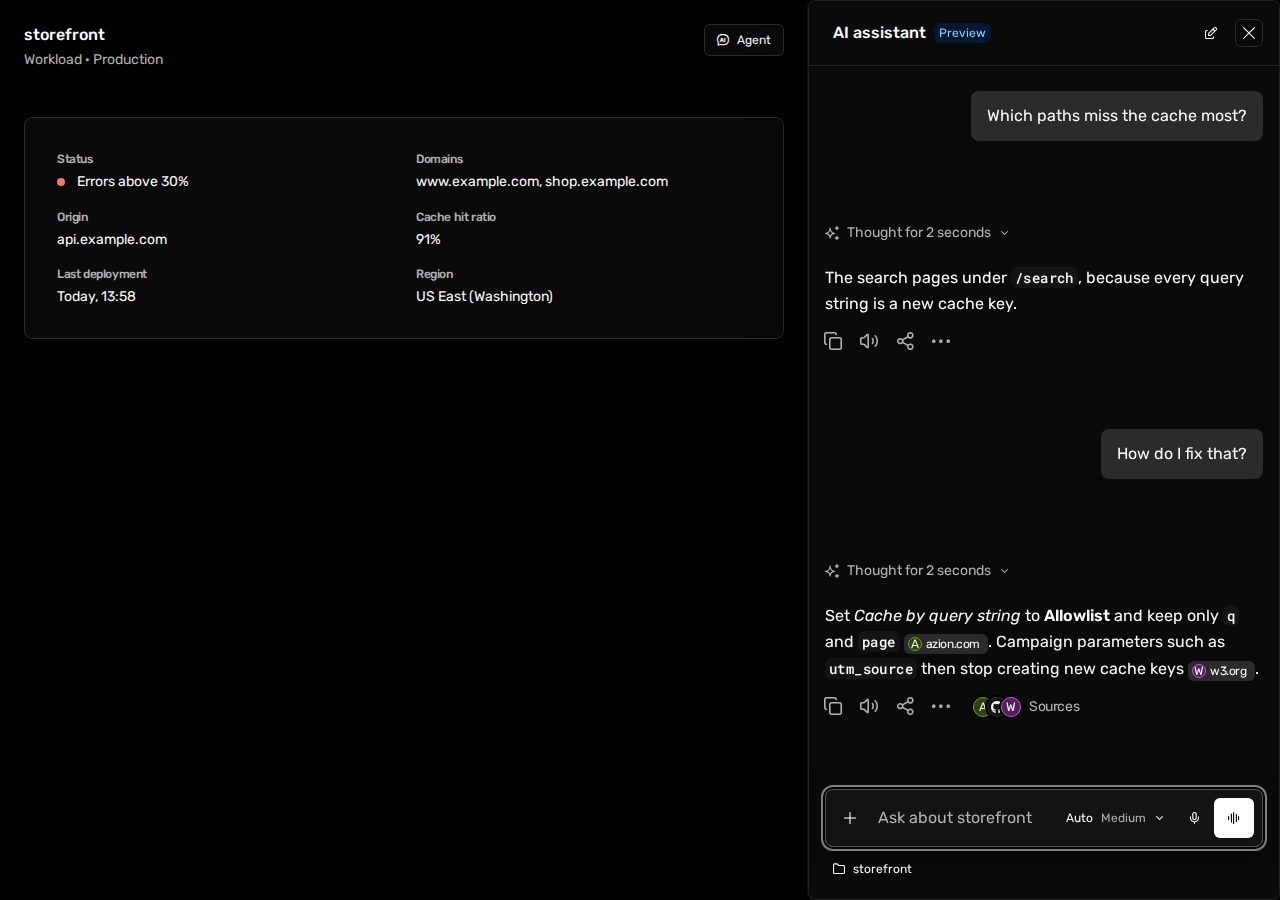 storefront
Workload • Production
Agent
Status
Errors above 30%
Domains
www.example.com, shop.example.com
Origin
api.example.com
Cache hit ratio
91%
Last deployment
Today, 13:58
Region
US East (Washington)
AI assistant Preview
Which paths miss the cache most?
Thought for 2 seconds
The search pages under /search, because every query
string is a new cache key.
How do I fix that?
Thought for 2 seconds
Set Cache by query string to Allowlist and keep only q
and page A azion.com. Campaign parameters such as
utm_source then stop creating new cache keys W w3.org.
A W Sources
Ask about storefront Auto Medium
storefront